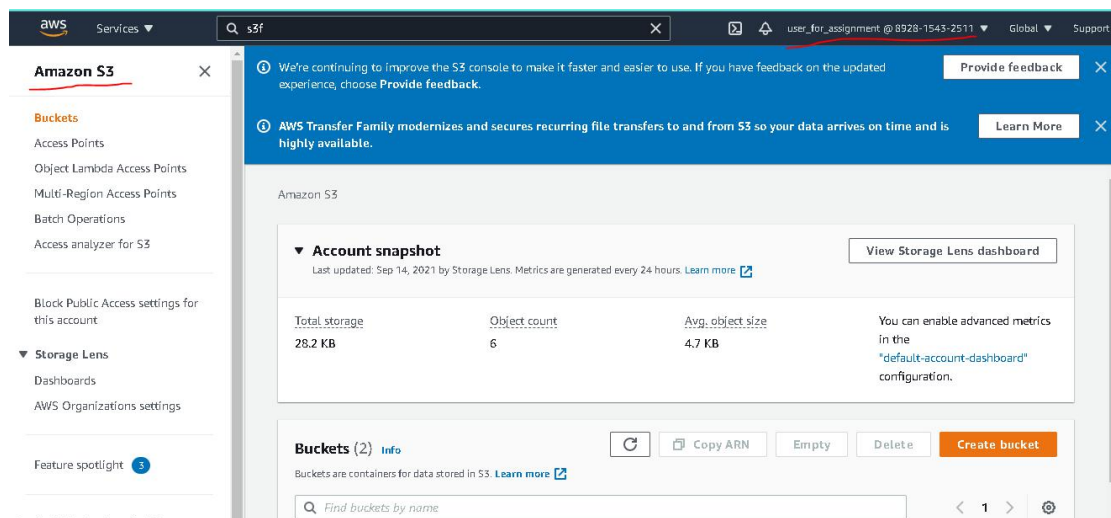 aws
Services ▼
s3f
user_for_assignment @ 8928-1543-2511 ▼
Global ▼
Support
Amazon S3
Buckets
Access Points
Object Lambda Access Points
Multi-Region Access Points
Batch Operations
Access analyzer for S3
Block Public Access settings for
this account
▼ Storage Lens
Dashboards
AWS Organizations settings
Feature spotlight 3
We're continuing to improve the S3 console to make it faster and easier to use. If you have feedback on the updated
experience, choose Provide feedback.
Provide feedback
AWS Transfer Family modernizes and secures recurring file transfers to and from S3 so your data arrives on time and is
highly available.
Learn More
Amazon S3
▼ Account snapshot
Last updated: Sep 14, 2021 by Storage Lens. Metrics are generated every 24 hours. Learn more
View Storage Lens dashboard
Total storage
28.2 KB
Object count
6
Avg. object size
4.7 KB
You can enable advanced metrics
in the
"default-account-dashboard"
configuration.
Buckets (2) Info
Copy ARN
Empty
Delete
Create bucket
Buckets are containers for data stored in S3. Learn more
Find buckets by name
1